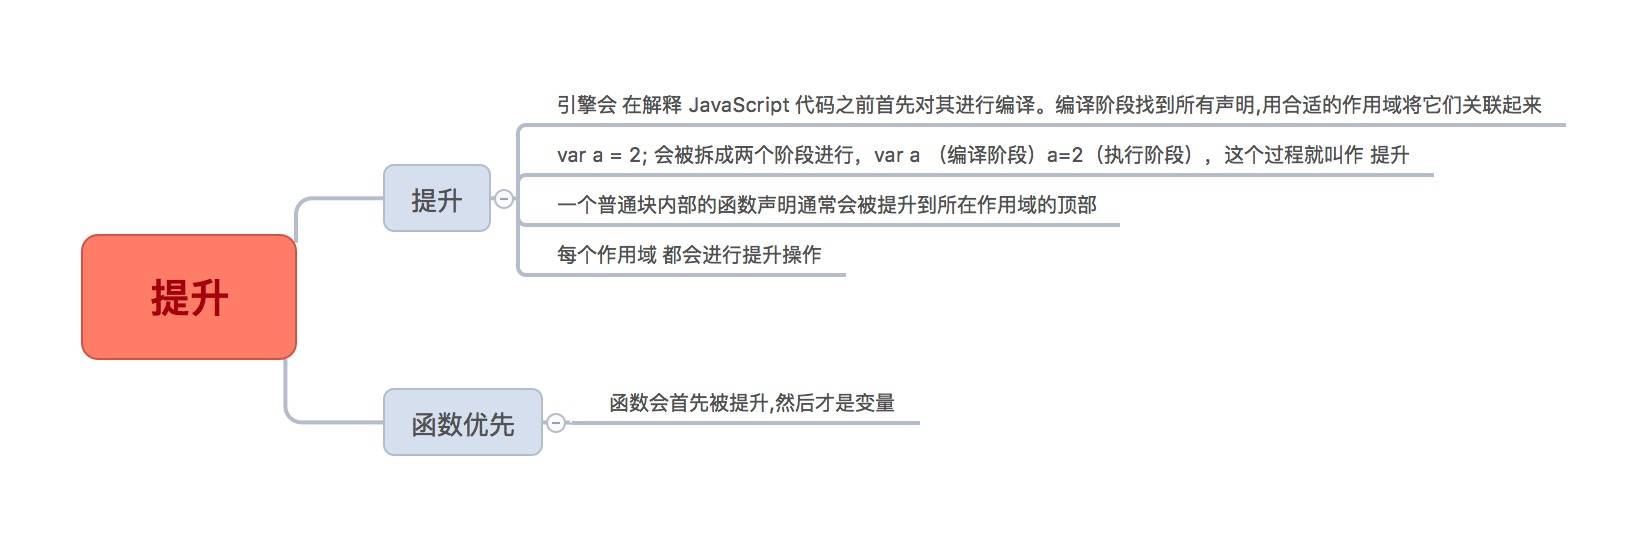 提升
提升
引擎会 在解释 JavaScript 代码之前首先对其进行编译。编译阶段找到所有声明,用合适的作用域将它们关联起来
var a = 2; 会被拆成两个阶段进行，var a （编译阶段）a=2（执行阶段），这个过程就叫作 提升
一个普通块内部的函数声明通常会被提升到所在作用域的顶部
每个作用域 都会进行提升操作
函数优先
函数会首先被提升,然后才是变量